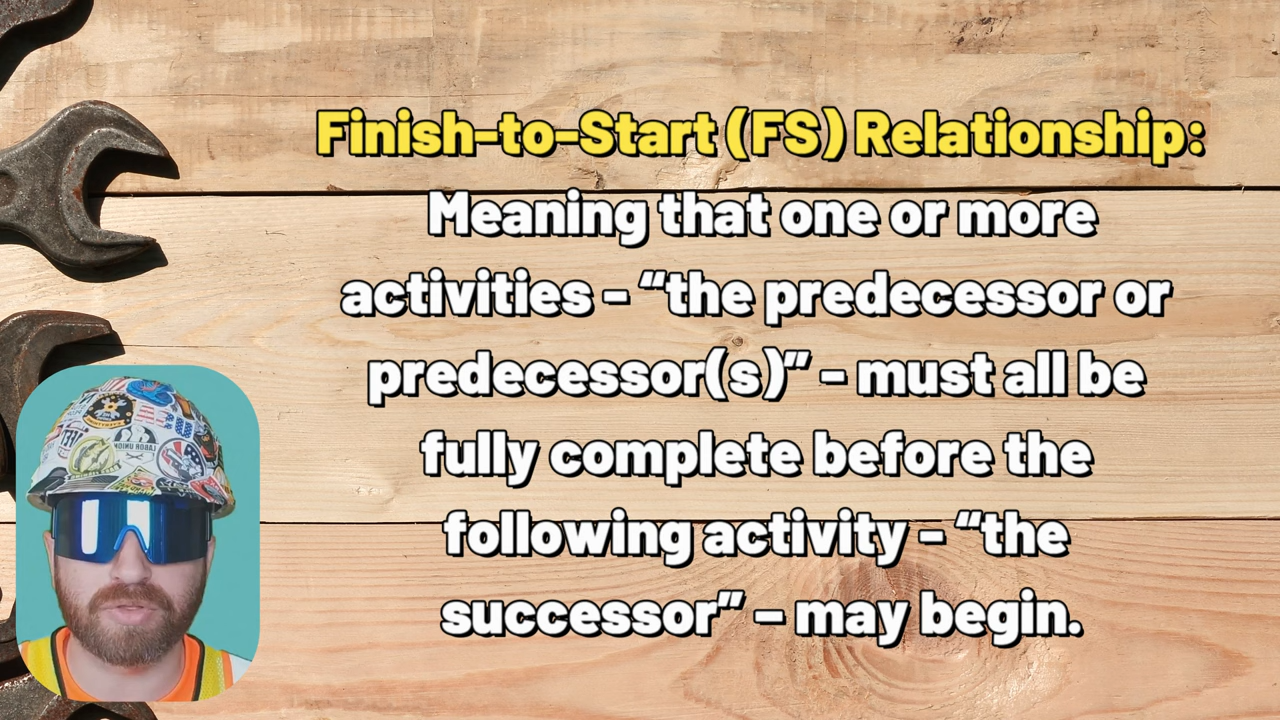 Finish-to-Start (FS) Relationship:
Meaning that one or more
activities - “the predecessor or
predecessor(s)” - must all be
fully complete before the
following activity - “the
successor” - may begin.